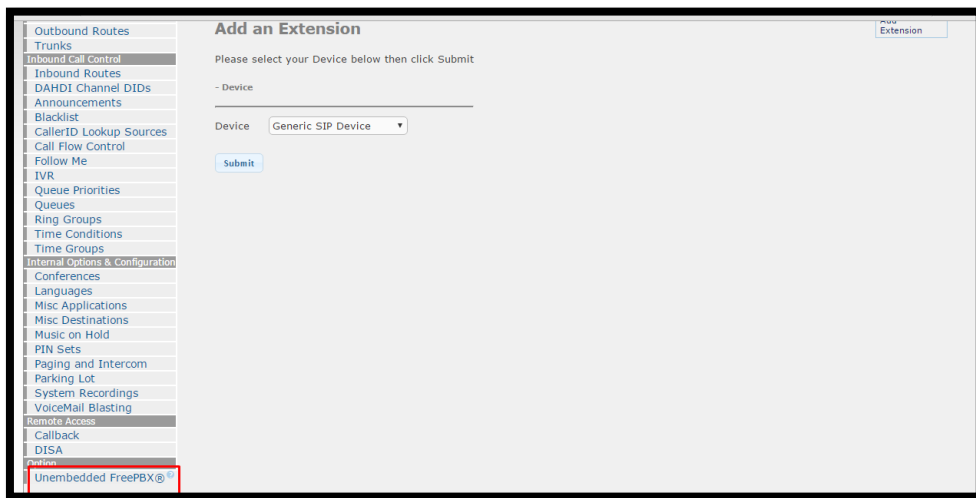 Outbound Routes
Trunks
Inbound Call Control
Inbound Routes
DAHDI Channel DIDs
Announcements
Blacklist
CallerID Lookup Sources
Call Flow Control
Follow Me
IVR
Queue Priorities
Queues
Ring Groups
Time Conditions
Time Groups
Internal Options & Configuration
Conferences
Languages
Misc Applications
Misc Destinations
Music on Hold
PIN Sets
Paging and Intercom
Parking Lot
System Recordings
VoiceMail Blasting
Remote Access
Callback
DISA
Option
Unembedded FreePBX®
Add an Extension
Please select your Device below then click Submit
- Device
Device Generic SIP Device
Submit
Add
Extension